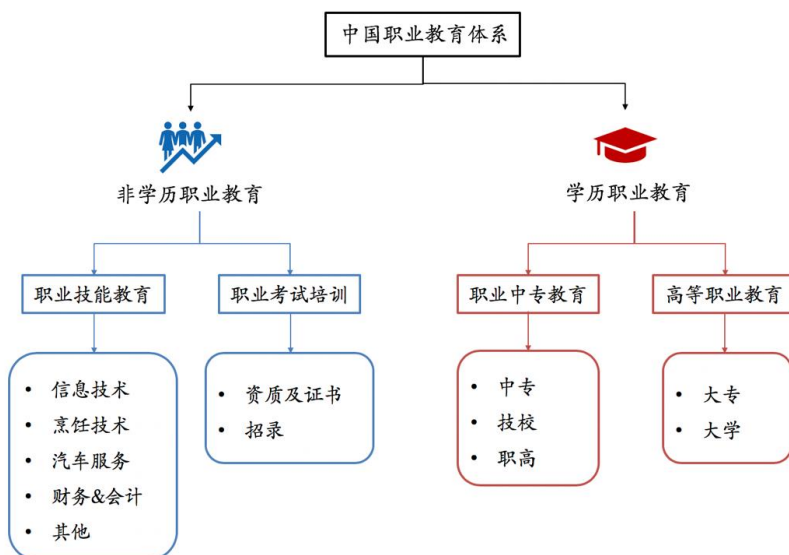 中国职业教育体系
非学历职业教育
学历职业教育
职业技能教育
职业考试培训
职业中专教育
高等职业教育
• 信息技术
• 烹饪技术
• 汽车服务
• 财务&会计
• 其他
• 资质及证书
• 招录
• 中专
• 技校
• 职高
• 大专
• 大学